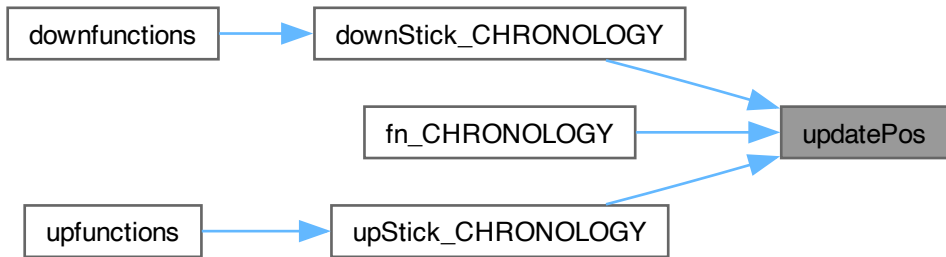 downfunctions
downStick_CHRONOLOGY
fn_CHRONOLOGY
updatePos
upfunctions
upStick_CHRONOLOGY